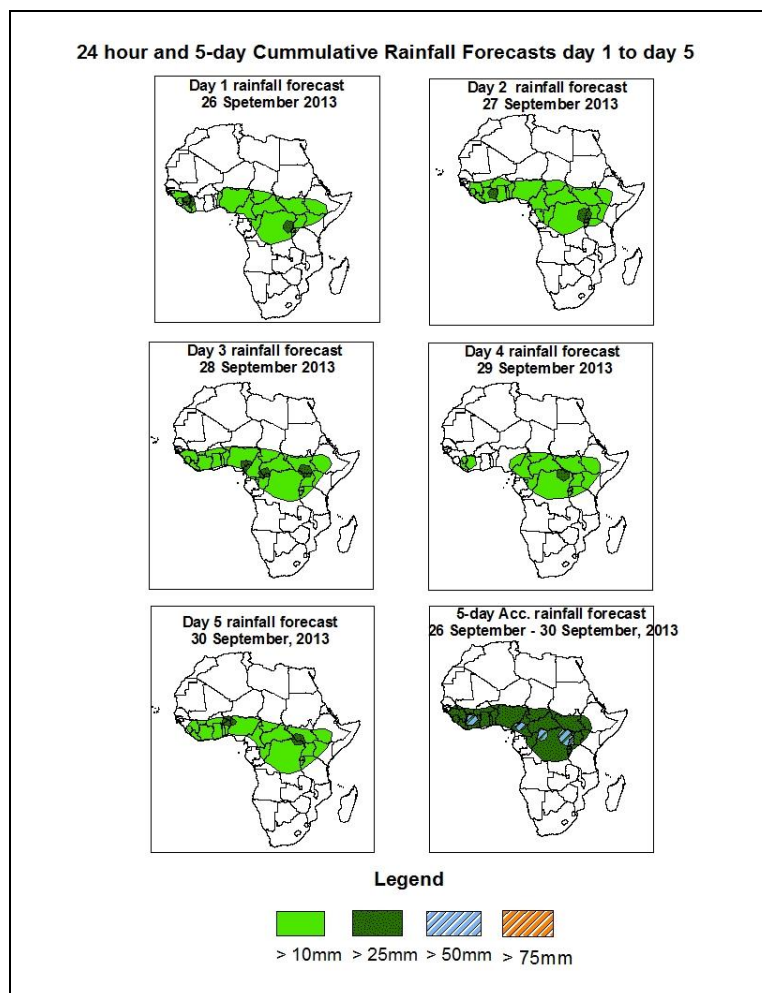 24 hour and 5-day Cummulative Rainfall Forecasts day 1 to day 5
Day 1 rainfall forecast
26 Spetember 2013
Day 2 rainfall forecast
27 September 2013
Day 3 rainfall forecast
28 September 2013
Day 4 rainfall forecast
29 September 2013
Day 5 rainfall forecast
30 September, 2013
5-day Acc. rainfall forecast
26 September - 30 September, 2013
Legend
> 10mm > 25mm > 50mm > 75mm